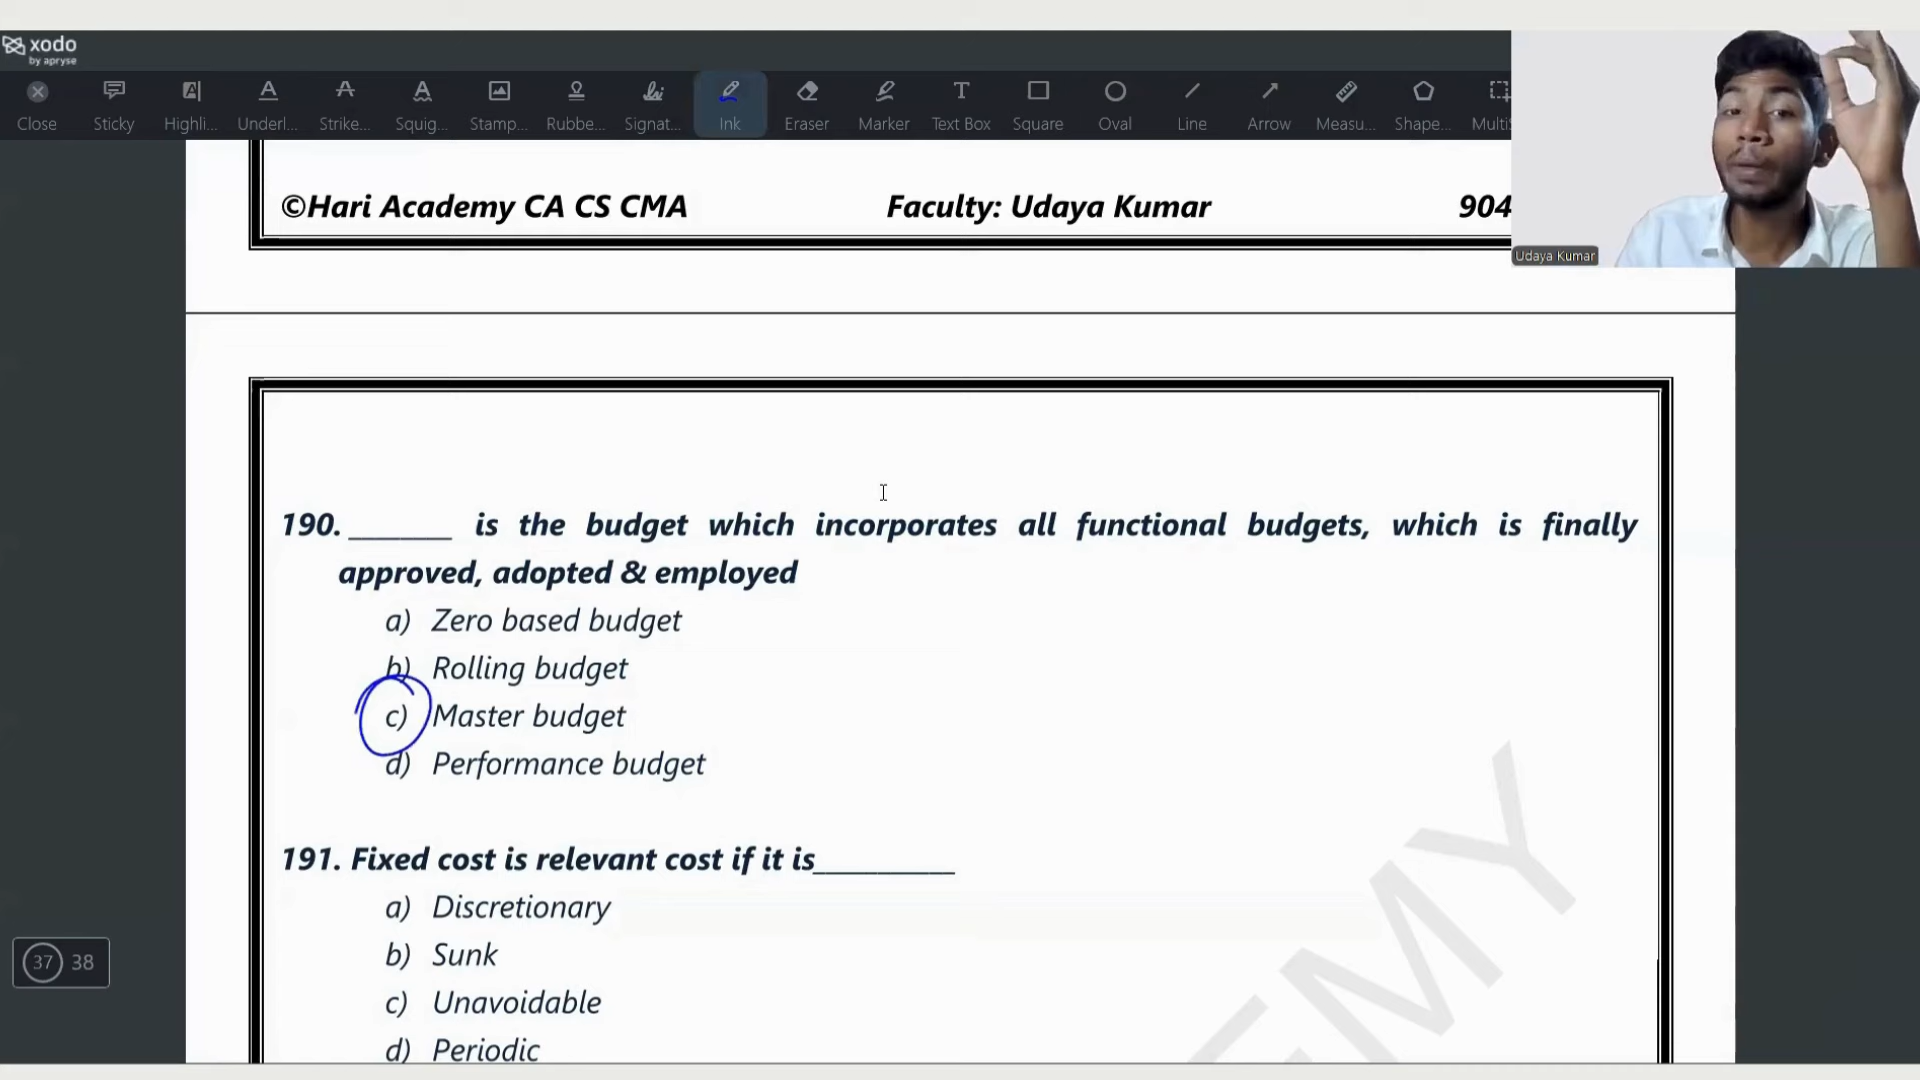 xodo
by apryse
Close Sticky Highli... Underl... Strike... Squig... Stamp... Rubbe... Signat... Ink Eraser Marker Text Box Square Oval Line Arrow Measu... Shape...
©Hari Academy CA CS CMA Faculty: Udaya Kumar 904
Udaya Kumar
190. ______ is the budget which incorporates all functional budgets, which is finally
approved, adopted & employed
a) Zero based budget
b) Rolling budget
c) Master budget
d) Performance budget
191. Fixed cost is relevant cost if it is_________
a) Discretionary
b) Sunk
c) Unavoidable
d) Periodic
37 38